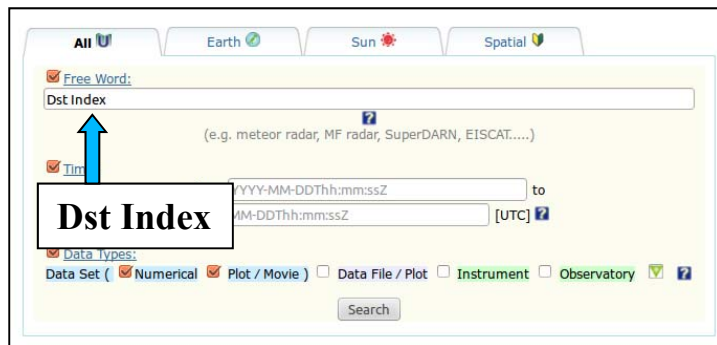 All Earth Sun Spatial
Free Word:
Dst Index
(e.g. meteor radar, MF radar, SuperDARN, EISCAT.....)
Tim
YYYY-MM-DDThh:mm:ssZ to
Dst Index
MM-DDThh:mm:ssZ [UTC] ?
Data Types:
Data Set ( Numerical Plot / Movie ) Data File / Plot Instrument Observatory ?
Search